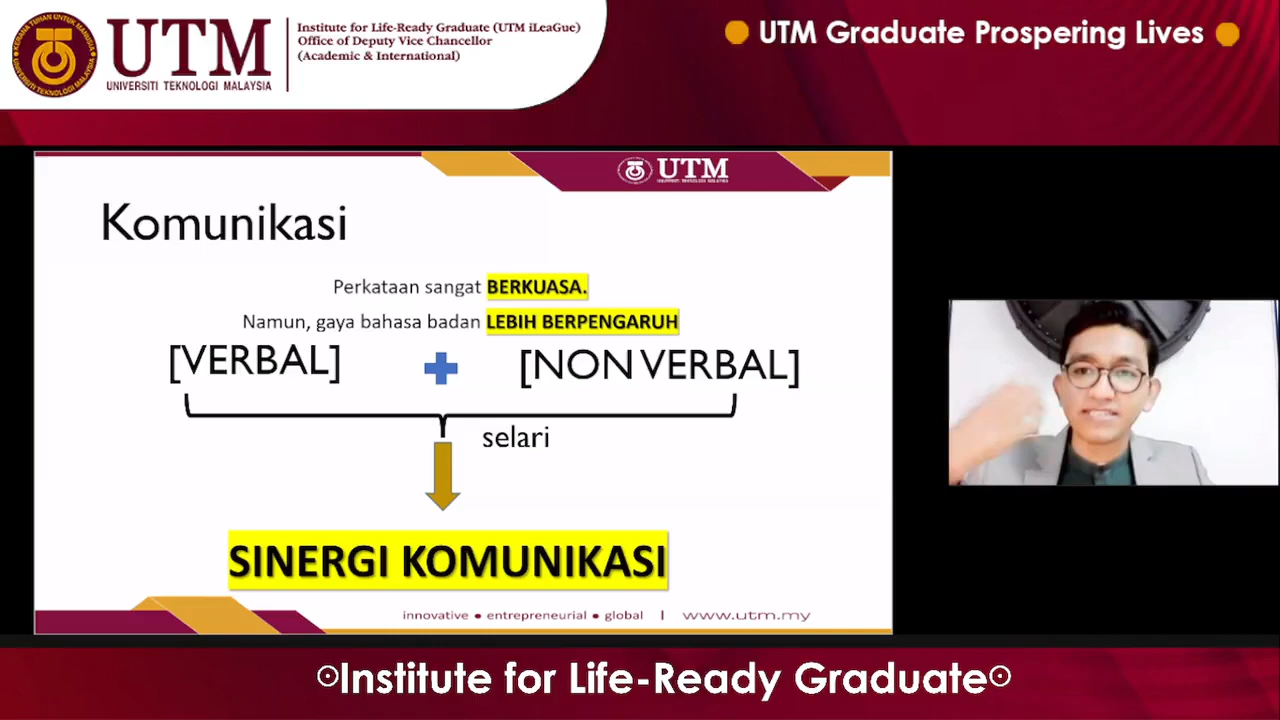 UTM
UNIVERSITI TEKNOLOGI MALAYSIA
Institute for Life-Ready Graduate (UTM iLeaGue)
Office of Deputy Vice Chancellor
(Academic & International)
UTM Graduate Prospering Lives
UTM
Komunikasi
Perkataan sangat BERKUASA.
Namun, gaya bahasa badan LEBIH BERPENGARUH
[VERBAL] + [NON VERBAL]
selari
SINERGI KOMUNIKASI
innovative ● entrepreneurial ● global | www.utm.my
Institute for Life-Ready Graduate